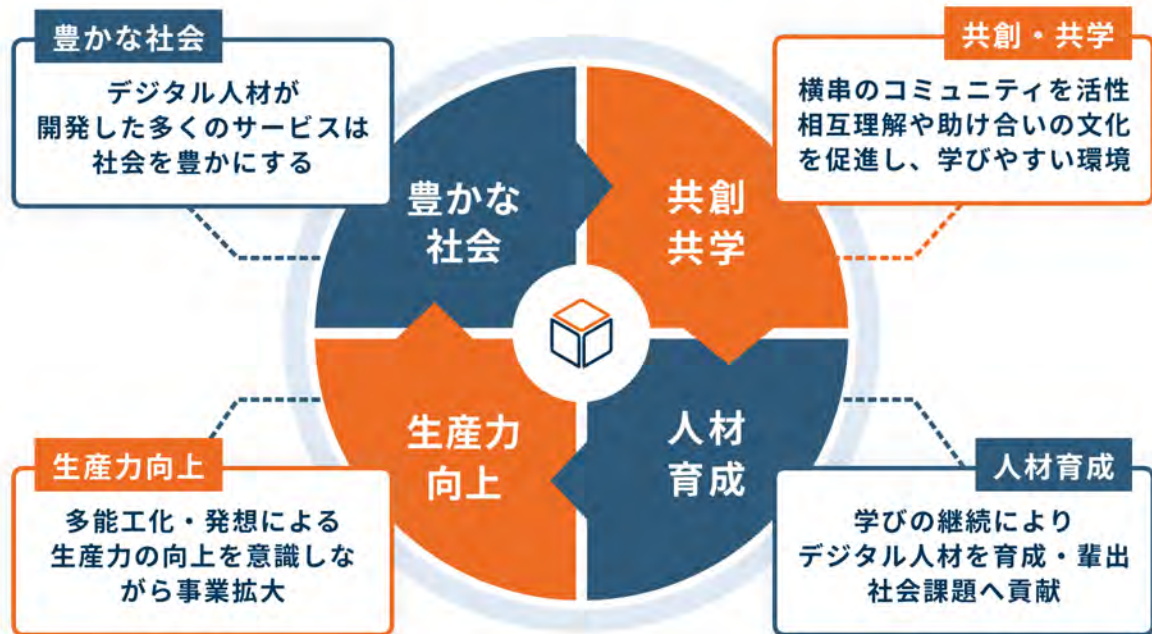 豊かな社会
デジタル人材が
開発した多くのサービスは
社会を豊かにする
共創・共学
横串のコミュニティを活性
相互理解や助け合いの文化
を促進し、学びやすい環境
豊かな
社会
共創
共学
生産力
向上
人材
育成
生産力向上
多能工化・発想による
生産力の向上を意識しな
がら事業拡大
人材育成
学びの継続により
デジタル人材を育成・輩出
社会課題へ貢献